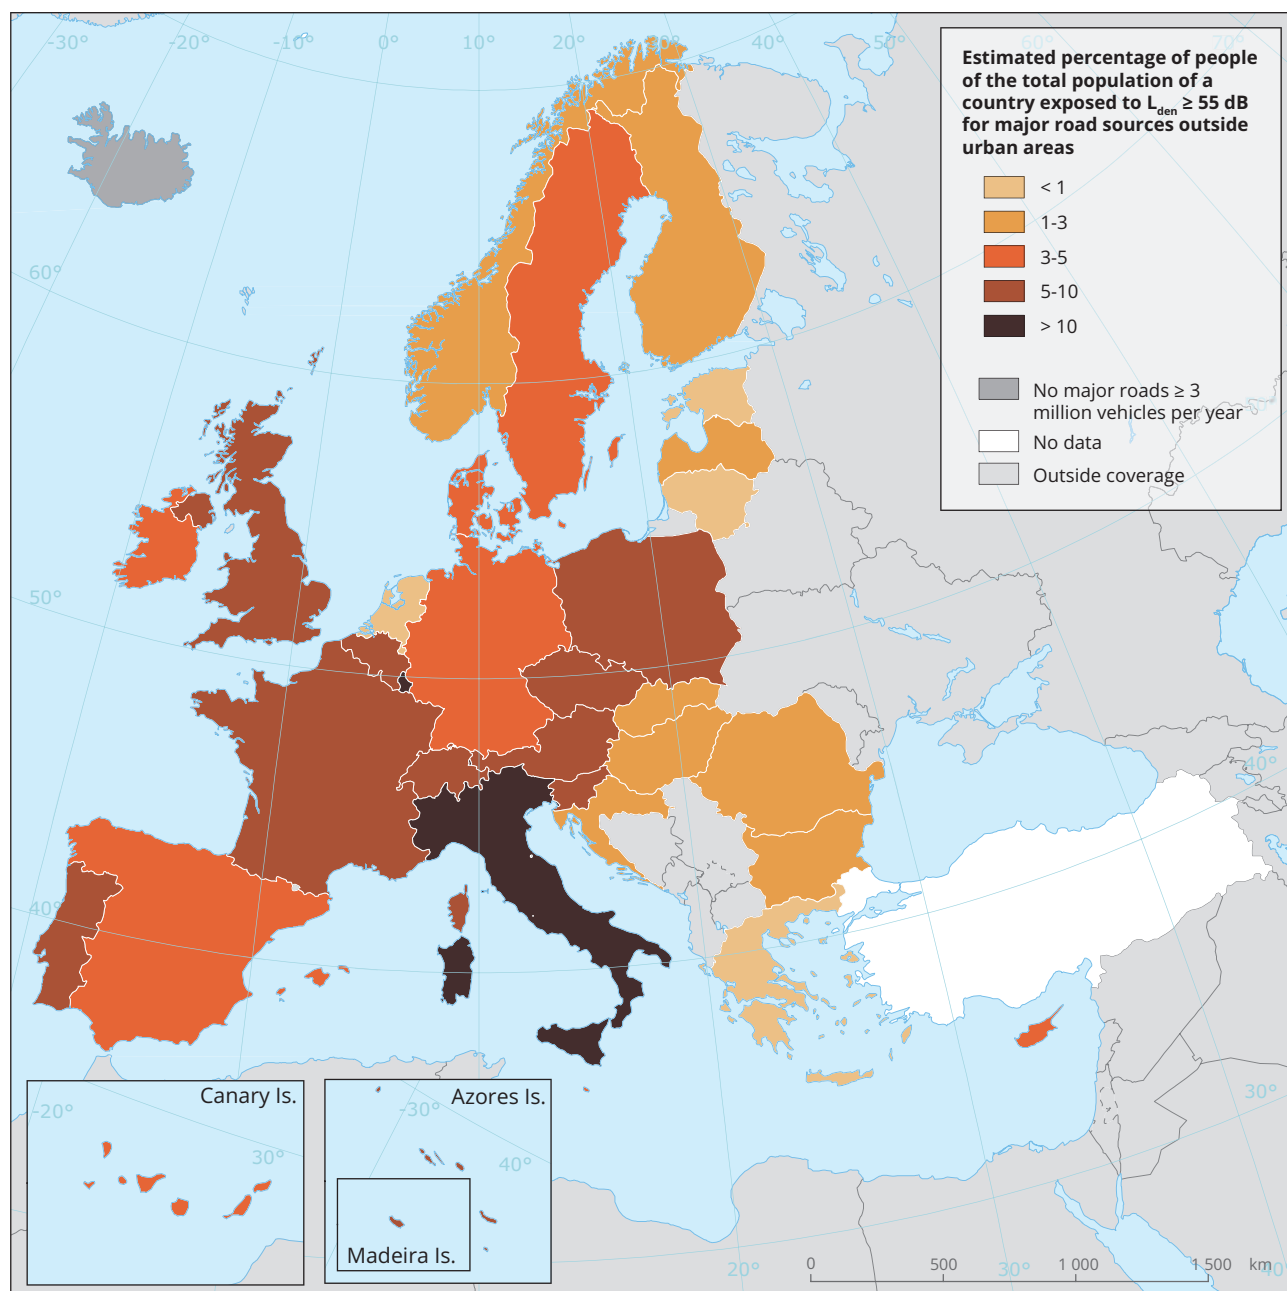 -30°
-20°
-10°
0°
10°
20°
30°
40°
50°
60°
70°
Estimated percentage of people
of the total population of a
country exposed to Lden ≥ 55 dB
for major road sources outside
urban areas
< 1
1-3
3-5
5-10
> 10
No major roads ≥ 3
million vehicles per year
No data
Outside coverage
60°
50°
50°
40°
40°
30°
Canary Is.
-20°
30°
Azores Is.
-30°
40°
Madeira Is.
0
500
1 000
1 500
km
20°
30°
40°